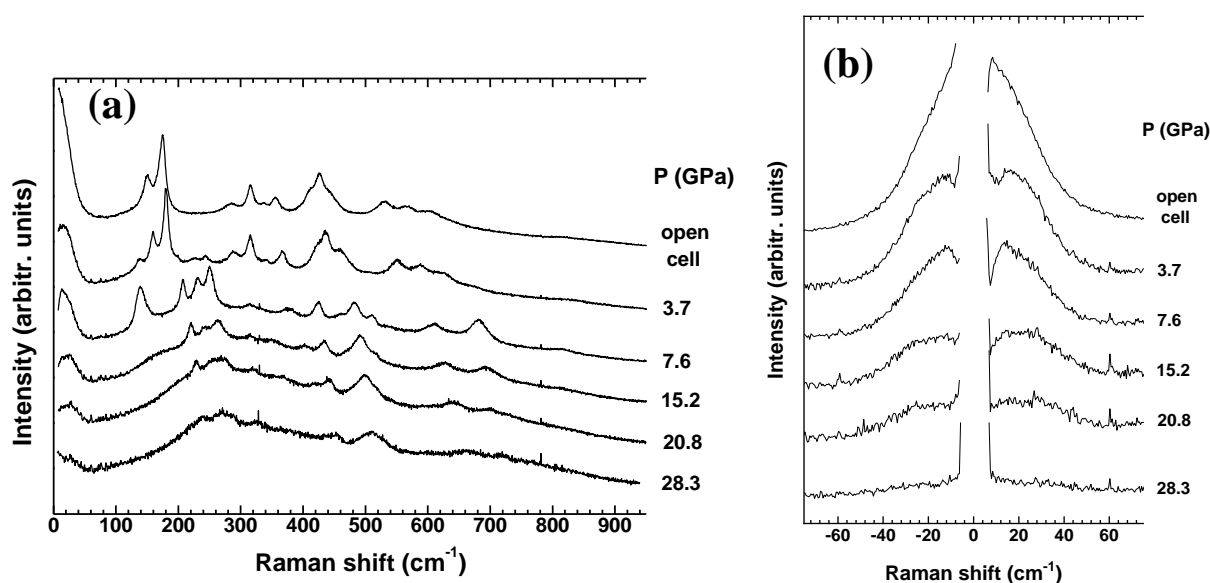 (a)
Intensity (arbitr. units)
P (GPa)
open
cell
3.7
7.6
15.2
20.8
28.3
0 100 200 300 400 500 600 700 800 900
Raman shift (cm⁻¹)
(b)
Intensity (arbitr. units)
P (GPa)
open
cell
3.7
7.6
15.2
20.8
28.3
-60 -40 -20 0 20 40 60
Raman shift (cm⁻¹)